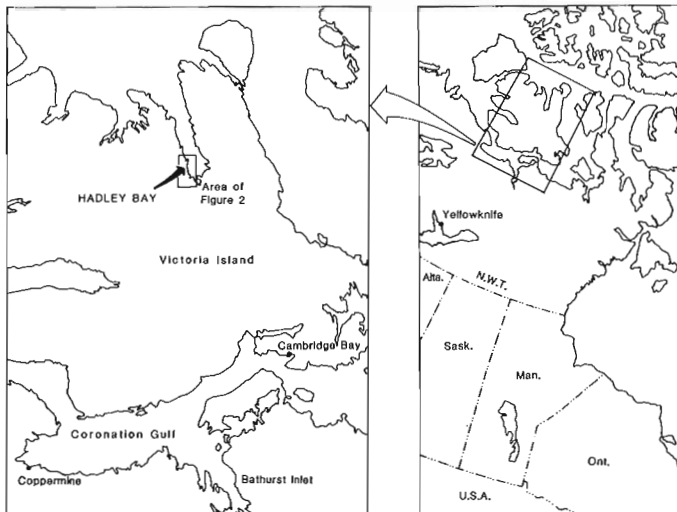 HADLEY BAY
Area of
Figure 2
Victoria Island
Cambridge Bay
Coronation Gulf
Coppermine
Bathurst Inlet
Yellowknife
N.W.T.
Alta.
Sask.
Man.
Ont.
U.S.A.